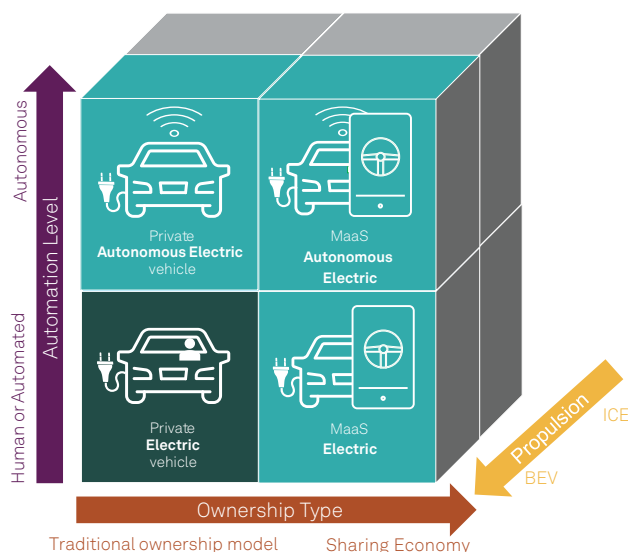 Autonomous
Automation Level
Human or Automated
Private
Autonomous Electric
vehicle
MaaS
Autonomous
Electric
Private
Electric
vehicle
MaaS
Electric
Propulsion
ICE
BEV
Ownership Type
Traditional ownership model
Sharing Economy